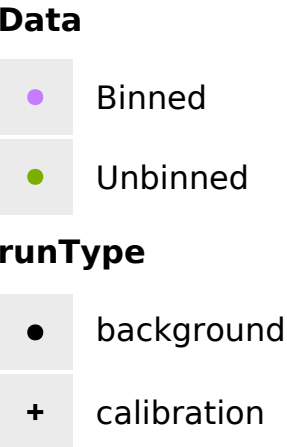 Data
Binned
Unbinned
runType
background
calibration